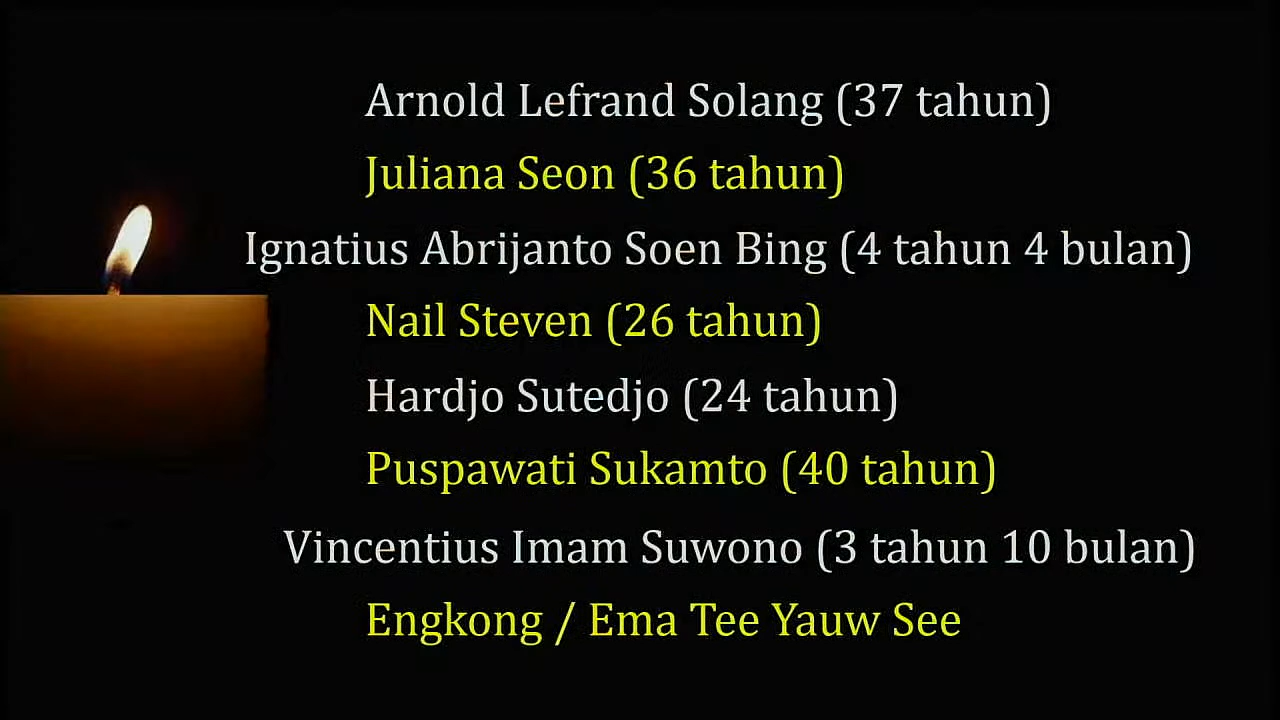 Arnold Lefrand Solang (37 tahun)
Juliana Seon (36 tahun)
Ignatius Abrijanto Soen Bing (4 tahun 4 bulan)
Nail Steven (26 tahun)
Hardjo Sutedjo (24 tahun)
Puspawati Sukamto (40 tahun)
Vincentius Imam Suwono (3 tahun 10 bulan)
Engkong / Ema Tee Yauw See